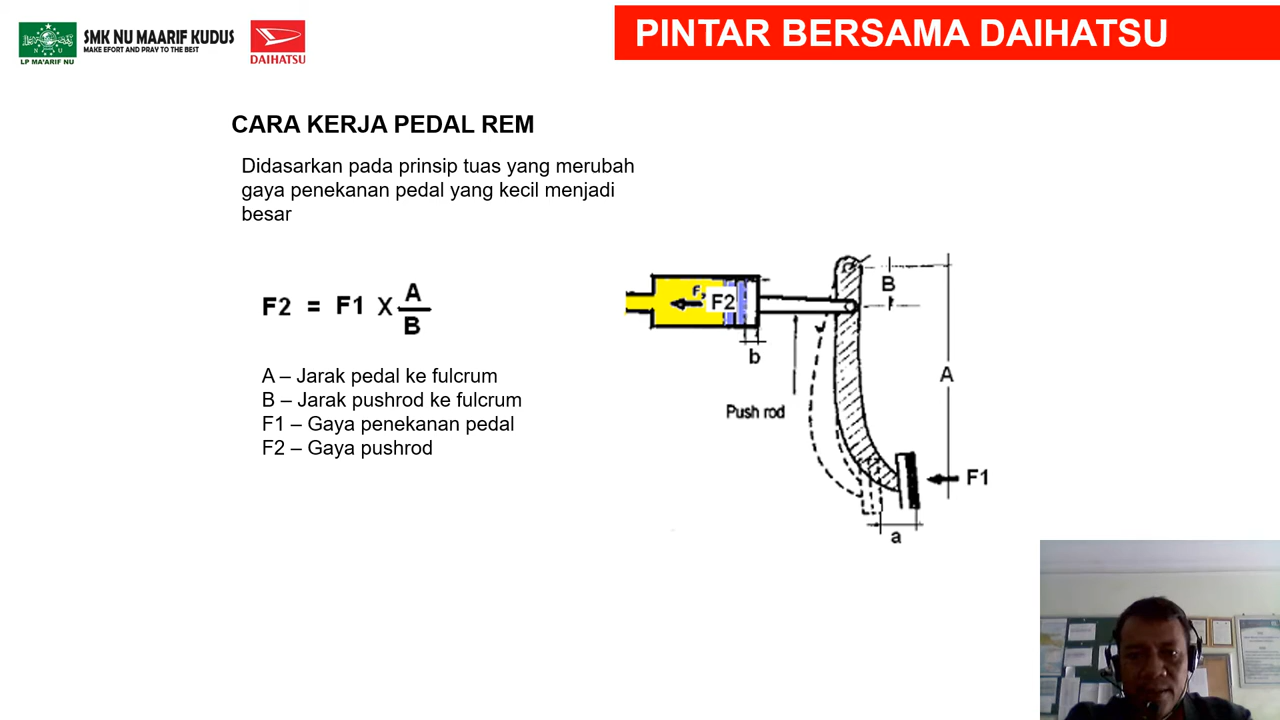 LP MA'ARIF NU
SMK NU MAARIF KUDUS
MAKE EFORT AND PRAY TO THE BEST
DAIHATSU
PINTAR BERSAMA DAIHATSU
CARA KERJA PEDAL REM
Didasarkan pada prinsip tuas yang merubah
gaya penekanan pedal yang kecil menjadi
besar
F2 = F1 X A
B
A – Jarak pedal ke fulcrum
B – Jarak pushrod ke fulcrum
F1 – Gaya penekanan pedal
F2 – Gaya pushrod
F2
b
Push rod
B
A
F1
a